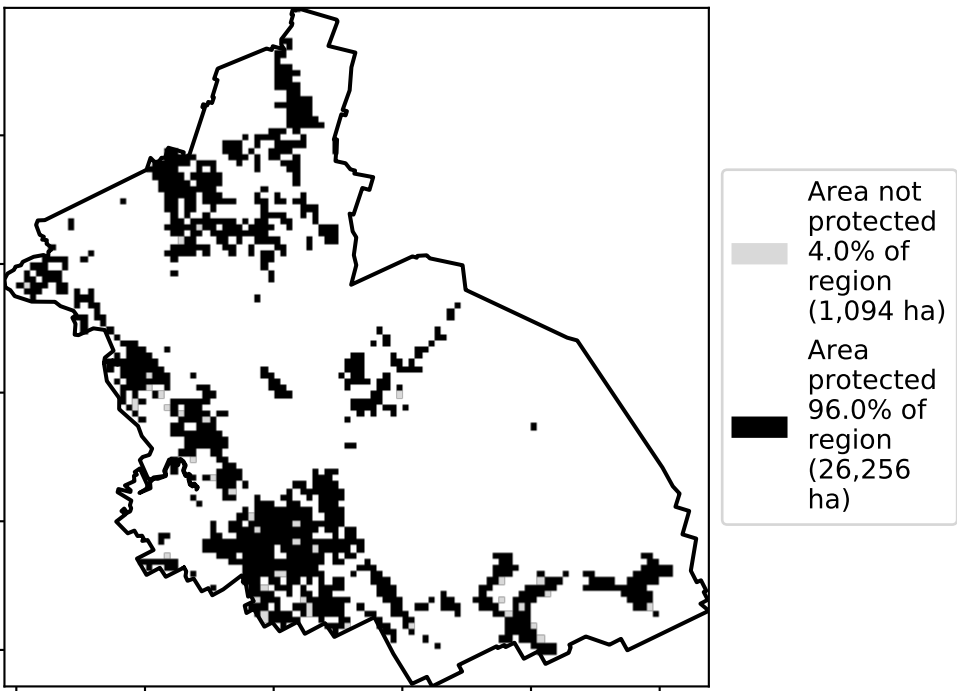 Area not
protected
4.0% of
region
(1,094 ha)
Area
protected
96.0% of
region
(26,256
ha)